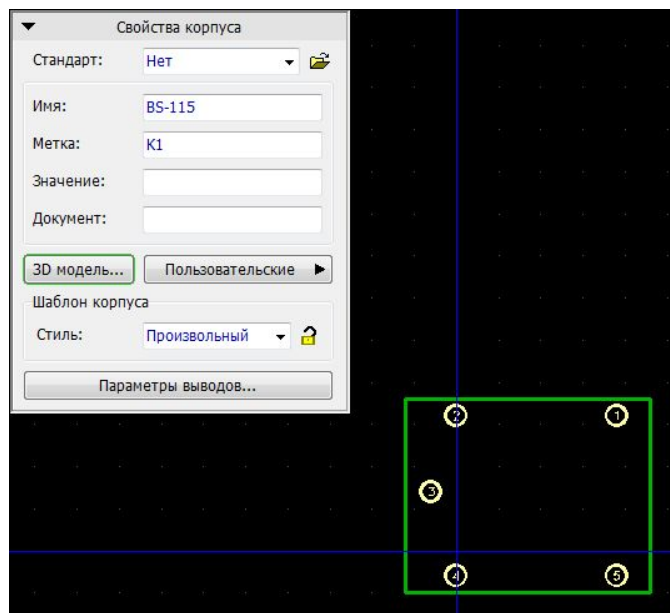 Свойства корпуса
Стандарт: Нет
Имя: BS-115
Метка: K1
Значение:
Документ:
3D модель... Пользовательские
Шаблон корпуса
Стиль: Произвольный
Параметры выводов...
2 1
3
4 5